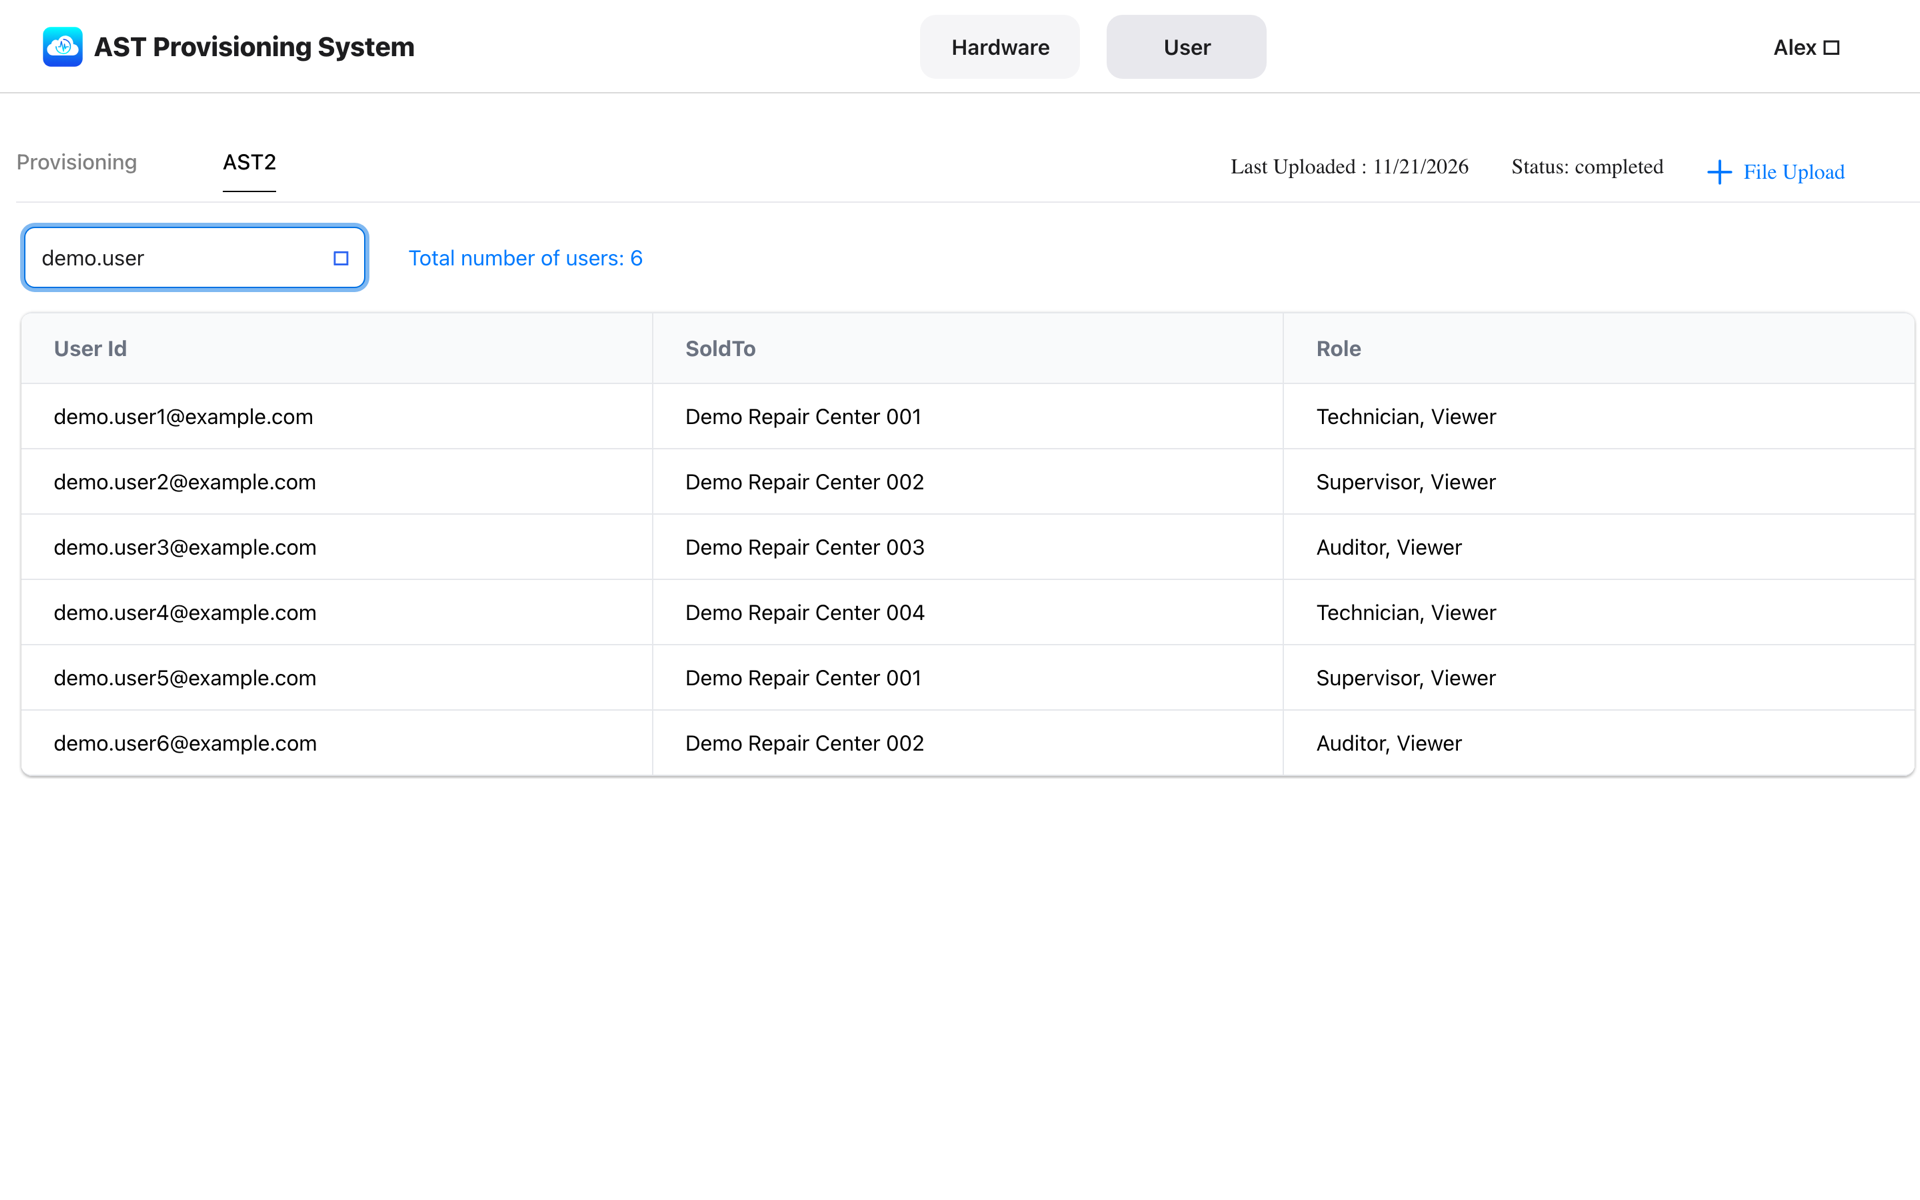 AST Provisioning System
Hardware
User
Alex
Provisioning
AST2
Last Uploaded : 11/21/2026
Status: completed
File Upload
demo.user
Total number of users: 6
User Id SoldTo Role
demo.user1@example.com Demo Repair Center 001 Technician, Viewer
demo.user2@example.com Demo Repair Center 002 Supervisor, Viewer
demo.user3@example.com Demo Repair Center 003 Auditor, Viewer
demo.user4@example.com Demo Repair Center 004 Technician, Viewer
demo.user5@example.com Demo Repair Center 001 Supervisor, Viewer
demo.user6@example.com Demo Repair Center 002 Auditor, Viewer